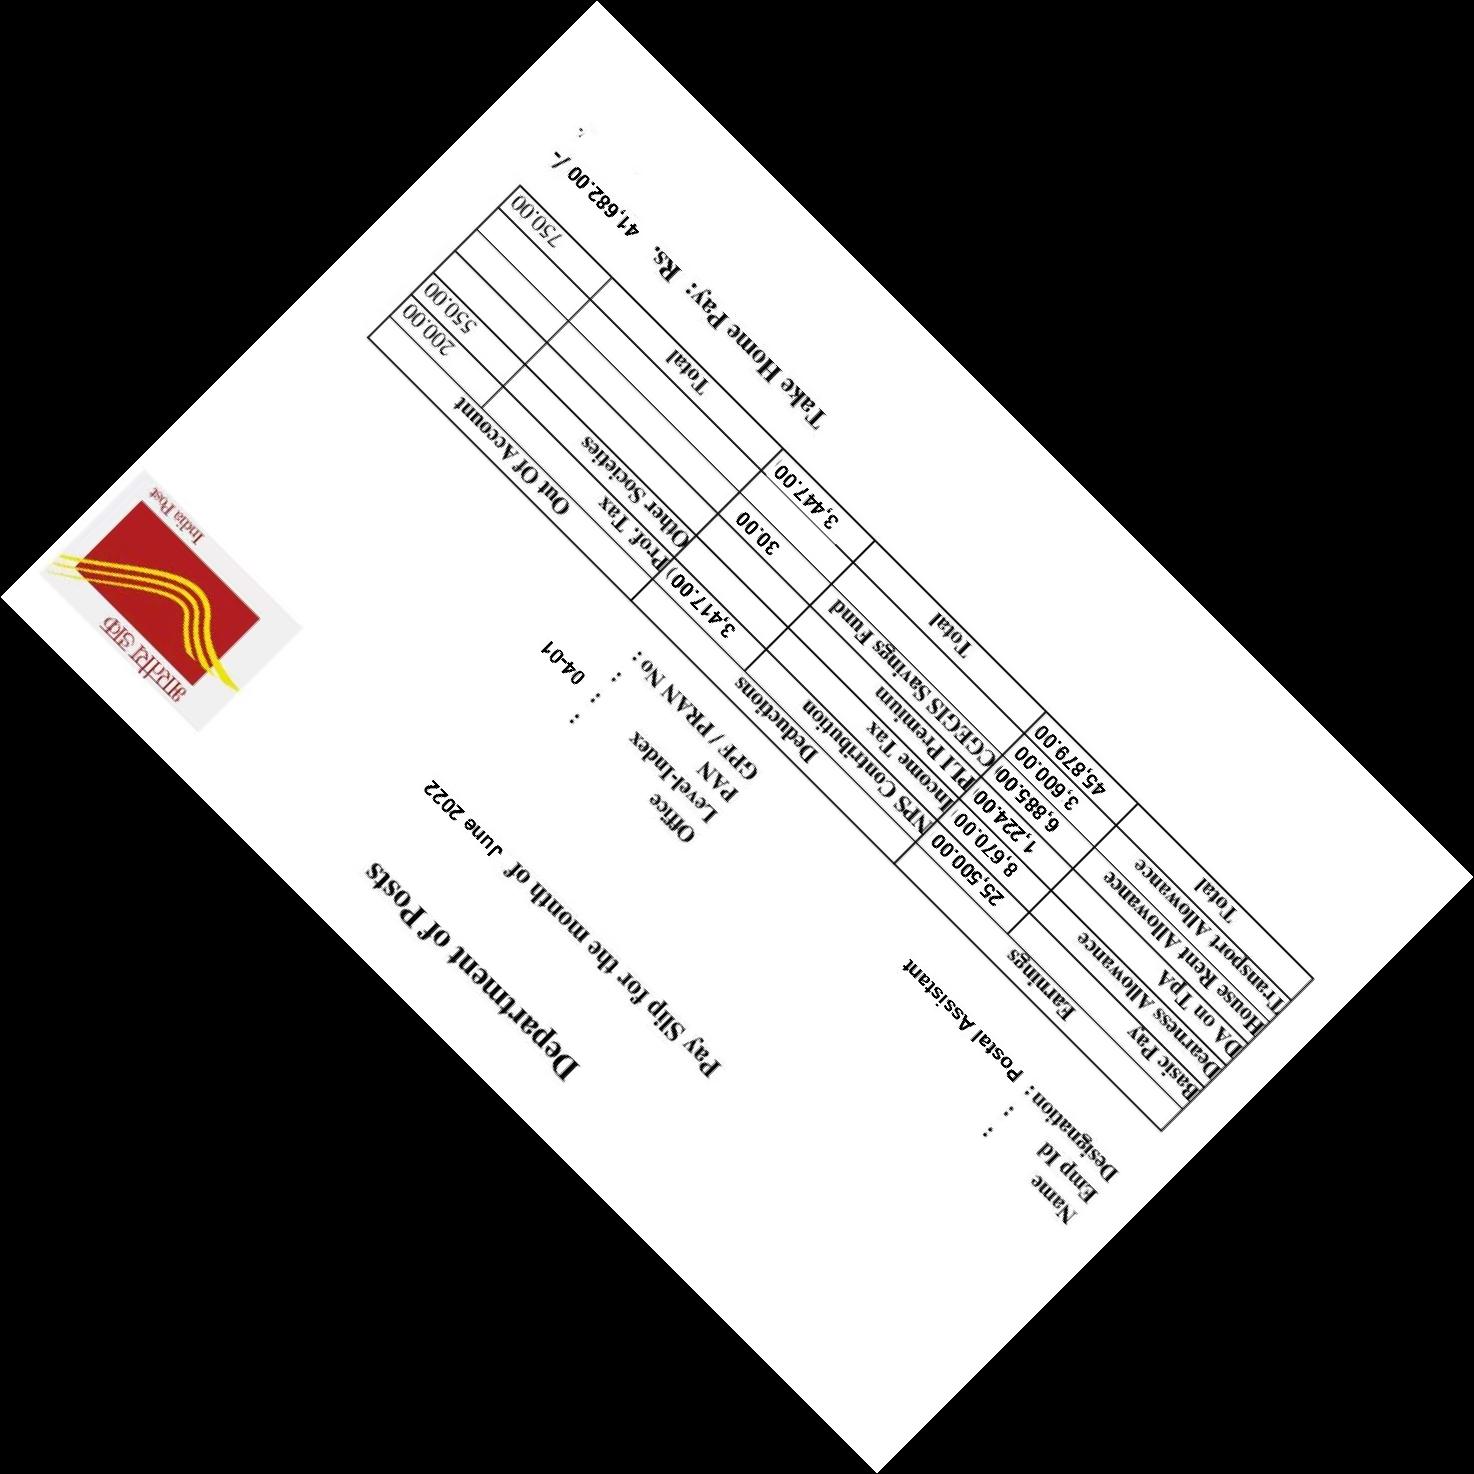 भारतीय डाक
India Post
Department of Posts
Pay Slip for the month of June 2022
Name : Office :
Emp Id : Level-Index : 04-01
Designation : Postal Assistant PAN :
GPF / PRAN No :
Earnings Deductions Out Of Account
Basic Pay 25,500.00 NPS Contribution 3,417.00 Prof. Tax 200.00
Dearness Allowance 8,670.00 Income Tax Other Societies 550.00
DA on TpA 1,224.00 PLI Premium
House Rent Allowance 6,885.00 CGEGIS Savings Fund 30.00
Transport Allowance 3,600.00
Total 45,879.00 Total 3,447.00 Total 750.00
Take Home Pay: Rs. 41,682.00 /-